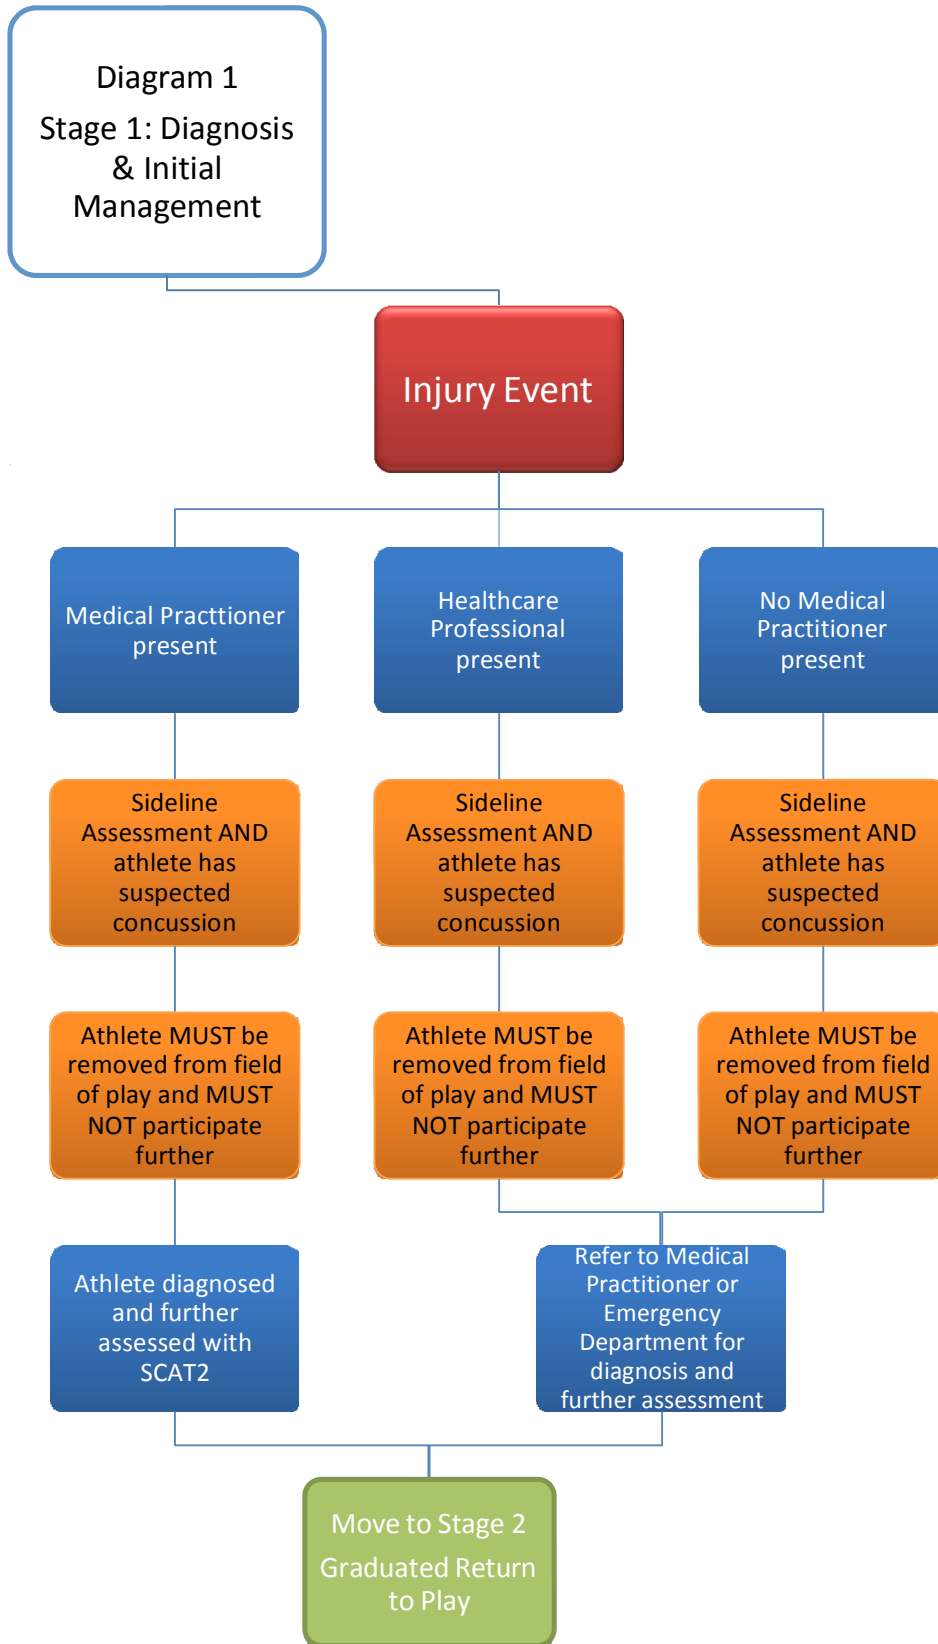 Diagram 1
Stage 1: Diagnosis
& Initial
Management
Injury Event
Medical Practtioner
present
Healthcare
Professional
present
No Medical
Practitioner
present
Sideline
Assessment AND
athlete has
suspected
concussion
Sideline
Assessment AND
athlete has
suspected
concussion
Sideline
Assessment AND
athlete has
suspected
concussion
Athlete MUST be
removed from field
of play and MUST
NOT participate
further
Athlete MUST be
removed from field
of play and MUST
NOT participate
further
Athlete MUST be
removed from field
of play and MUST
NOT participate
further
Athlete diagnosed
and further
assessed with
SCAT2
Refer to Medical
Practitioner or
Emergency
Department for
diagnosis and
further assessment
Move to Stage 2
Graduated Return
to Play